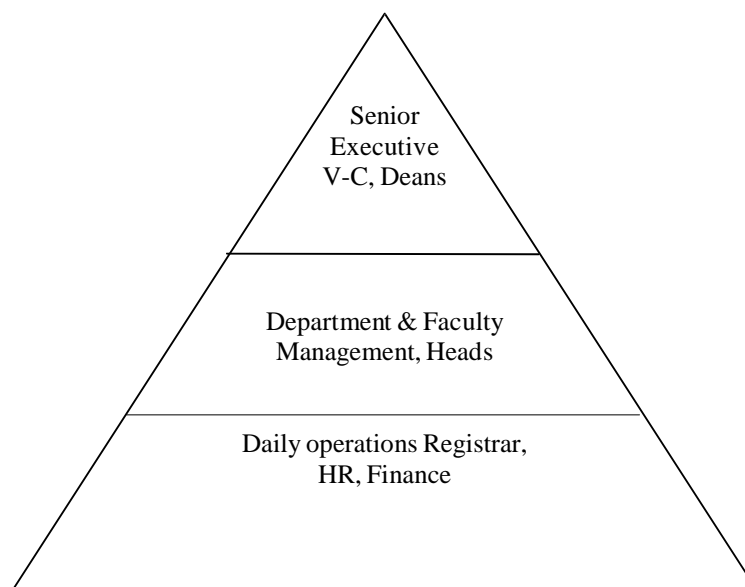 Senior
Executive
V-C, Deans
Department & Faculty
Management, Heads
Daily operations Registrar,
HR, Finance